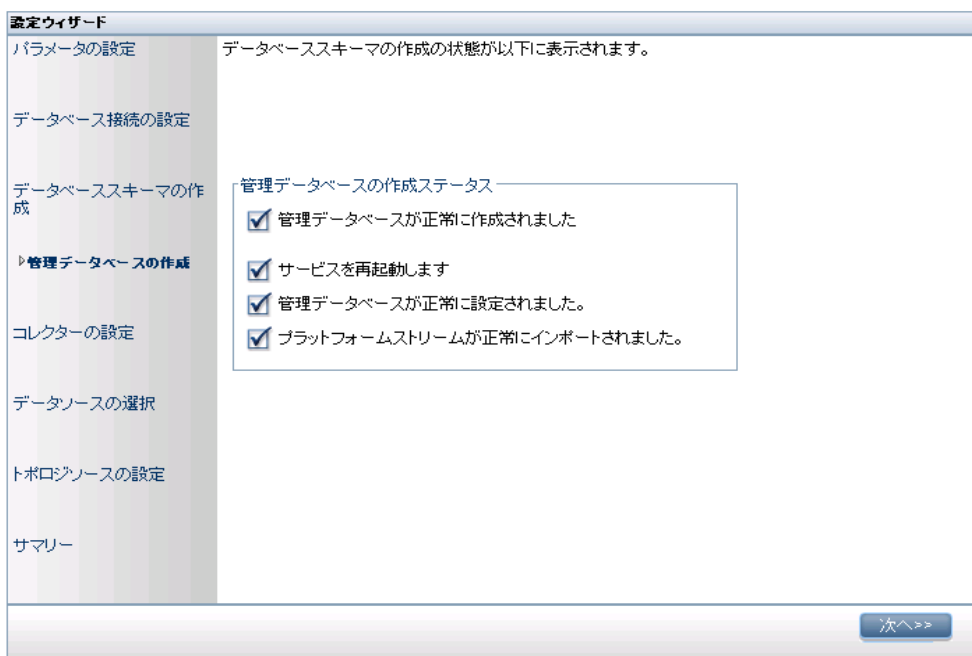 設定ウィザード
パラメータの設定
データベーススキーマの作成の状態が以下に表示されます。
データベース接続の設定
データベーススキーマの作
成
管理データベースの作成
コレクターの設定
データソースの選択
トポロジソースの設定
サマリー
管理データベースの作成ステータス
管理データベースが正常に作成されました
サービスを再起動します
管理データベースが正常に設定されました。
プラットフォームストリームが正常にインポートされました。
次へ>>